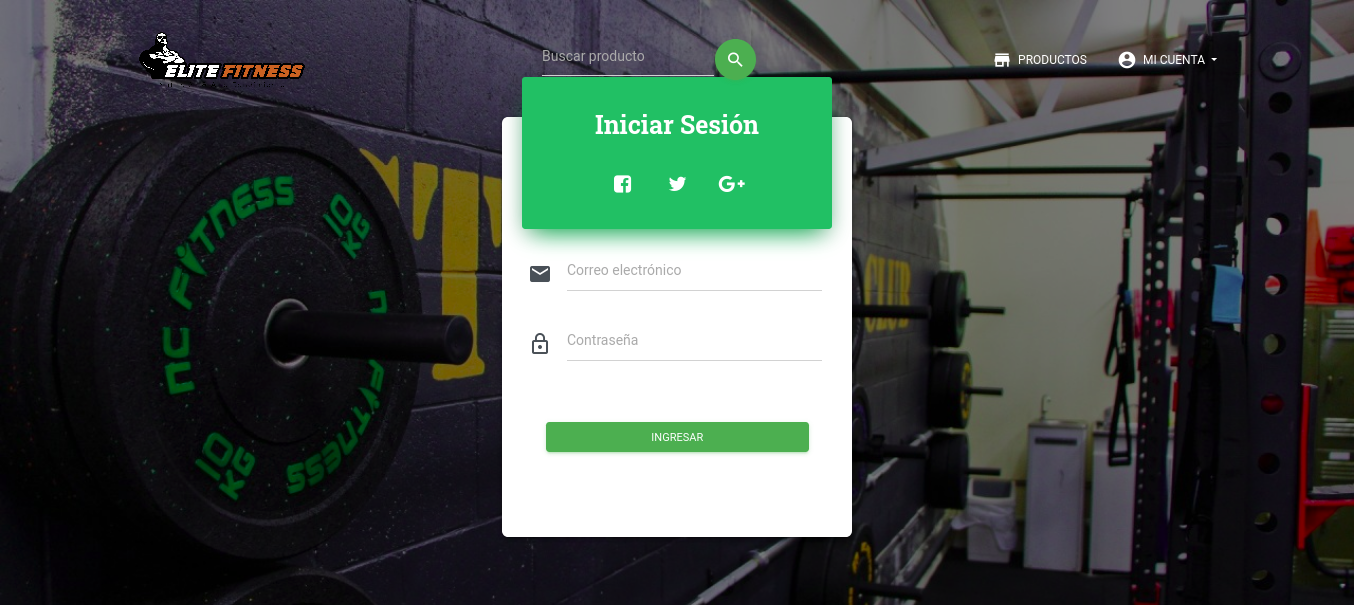 ELITE FITNESS
Buscar producto
PRODUCTOS
MI CUENTA
Iniciar Sesión
G+
Correo electrónico
Contraseña
INGRESAR
NC FITNESS
10 KG
NC FITNESS
10 KG
CLUB